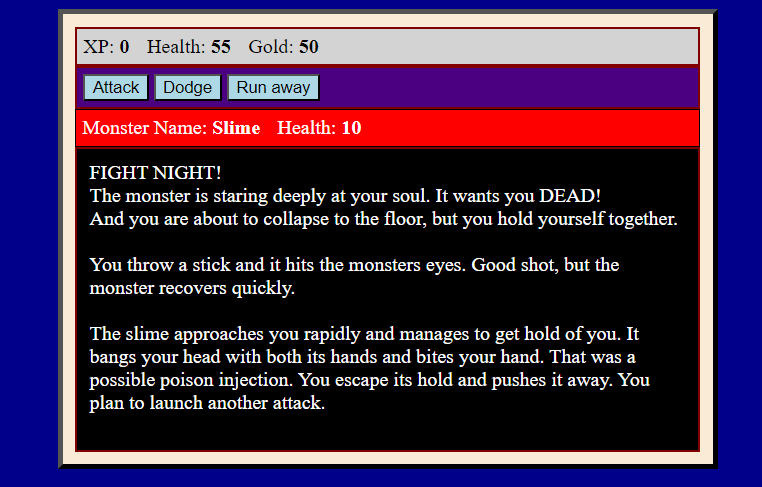 XP: 0 Health: 55 Gold: 50
Attack Dodge Run away
Monster Name: Slime Health: 10
FIGHT NIGHT!
The monster is staring deeply at your soul. It wants you DEAD!
And you are about to collapse to the floor, but you hold yourself together.
You throw a stick and it hits the monsters eyes. Good shot, but the
monster recovers quickly.
The slime approaches you rapidly and manages to get hold of you. It
bangs your head with both its hands and bites your hand. That was a
possible poison injection. You escape its hold and pushes it away. You
plan to launch another attack.